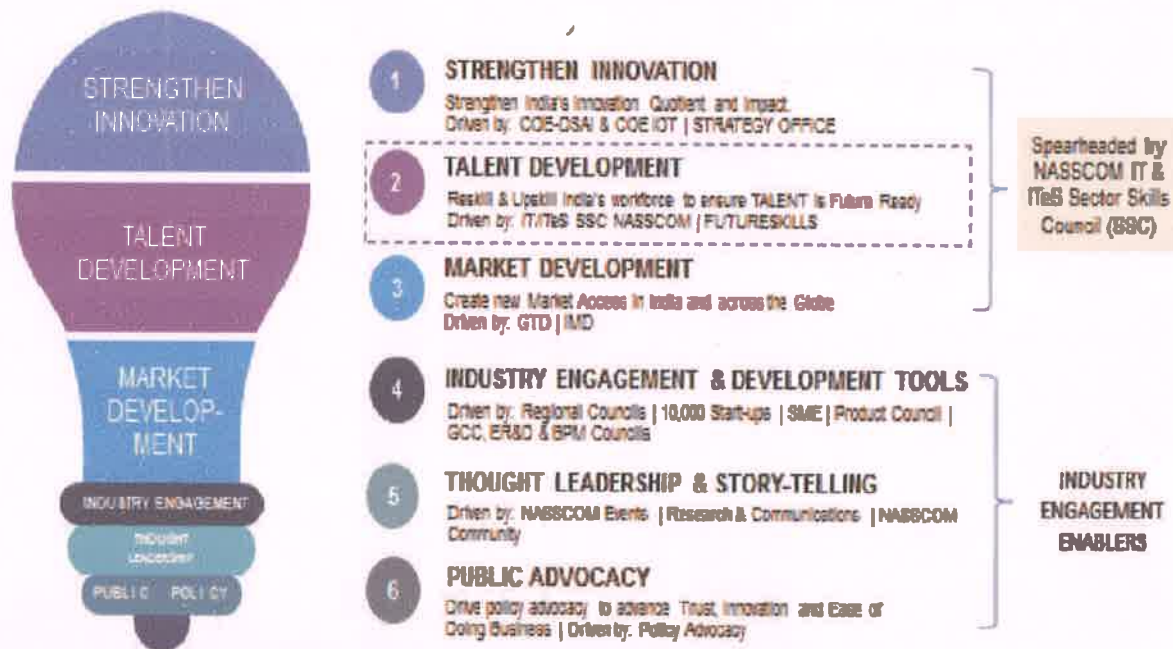 STRENGTHEN
INNOVATION
TALENT
DEVELOPMENT
MARKET
DEVELOP-
MENT
INDUSTRY ENGAGEMENT
THOUGHT
LEADERSHIP
PUBLIC POLICY
1
STRENGTHEN INNOVATION
Strengthen India's Innovation Quotient and Impact.
Driven by: COE-DSAI & COE IOT | STRATEGY OFFICE
2
TALENT DEVELOPMENT
Reskill & Upskill India's workforce to ensure TALENT is Future Ready
Driven by: IT/ITeS SSC NASSCOM | FUTURESKILLS
3
MARKET DEVELOPMENT
Create new Market Access in India and across the Globe
Driven by: GTD | IMD
Spearheaded by
NASSCOM IT &
ITeS Sector Skills
Council (SSC)
4
INDUSTRY ENGAGEMENT & DEVELOPMENT TOOLS
Driven by: Regional Councils | 10,000 Start-ups | SME | Product Council |
GCC, ER&D & BPM Councils
5
THOUGHT LEADERSHIP & STORY-TELLING
Driven by: NASSCOM Events | Research & Communications | NASSCOM
Community
6
PUBLIC ADVOCACY
Drive policy advocacy to advance Trust, Innovation and Ease of
Doing Business | Driven by: Policy Advocacy
INDUSTRY
ENGAGEMENT
ENABLERS